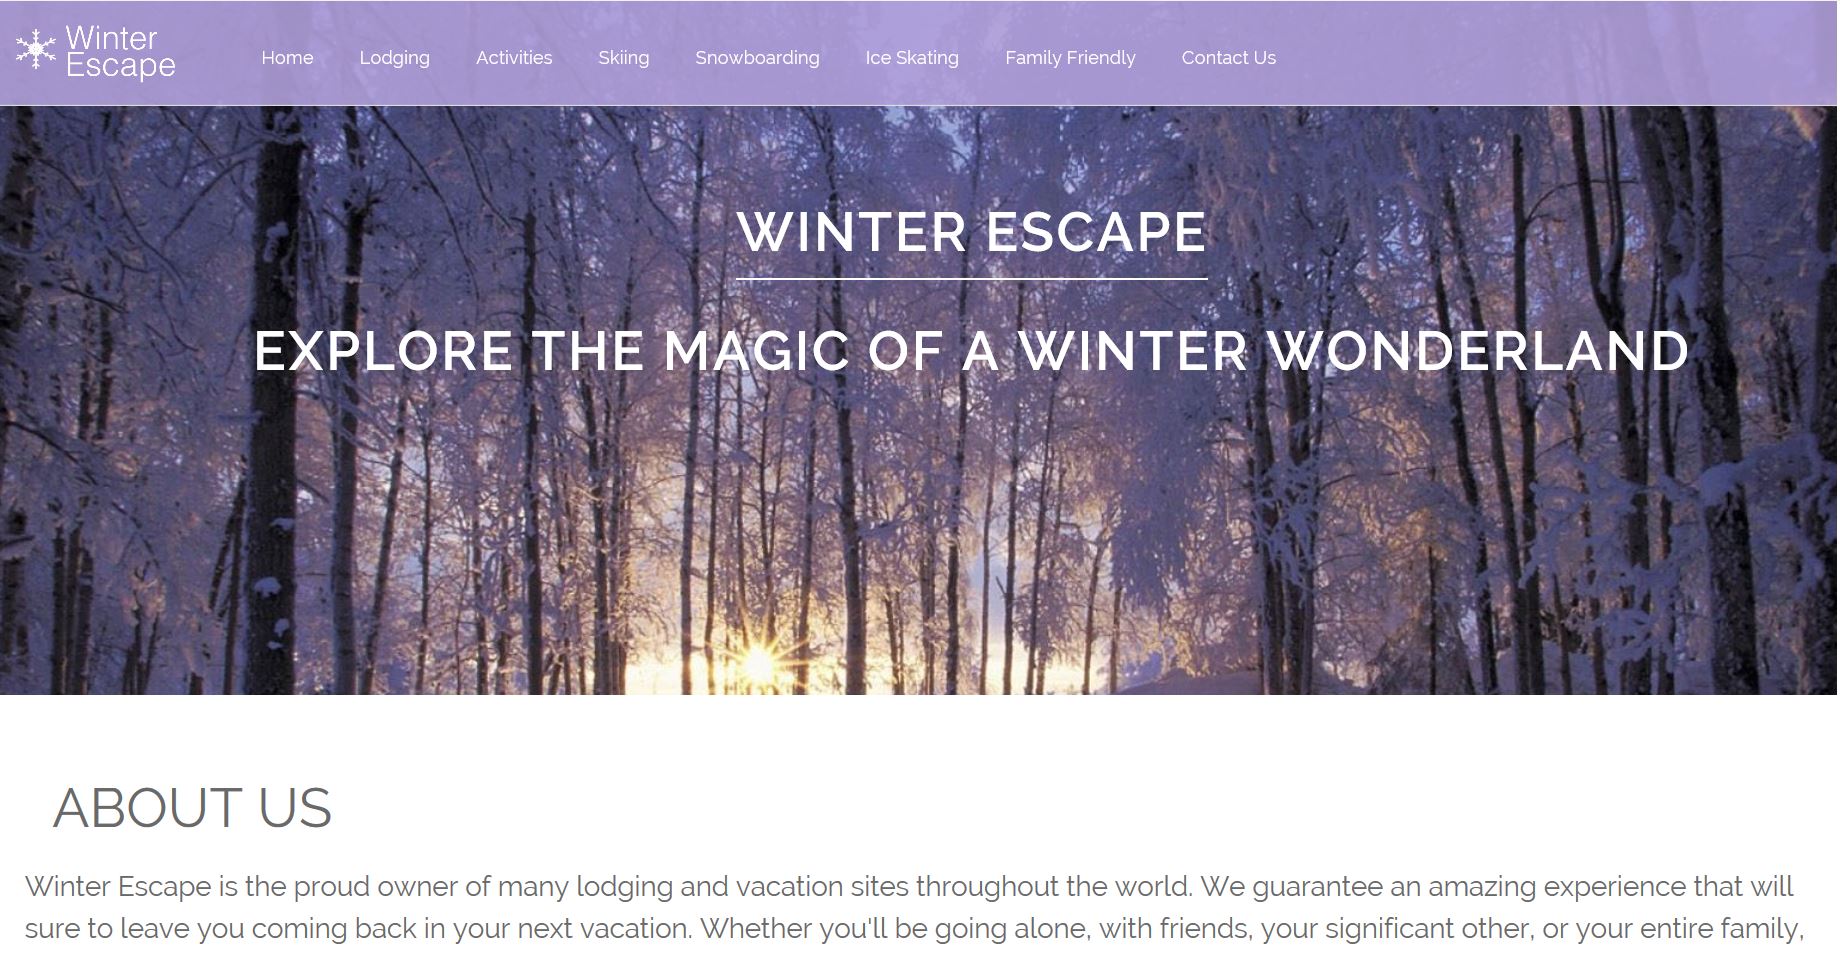 Winter
Escape
Home Lodging Activities Skiing Snowboarding Ice Skating Family Friendly Contact Us
WINTER ESCAPE
EXPLORE THE MAGIC OF A WINTER WONDERLAND
ABOUT US
Winter Escape is the proud owner of many lodging and vacation sites throughout the world. We guarantee an amazing experience that will
sure to leave you coming back in your next vacation. Whether you'll be going alone, with friends, your significant other, or your entire family,